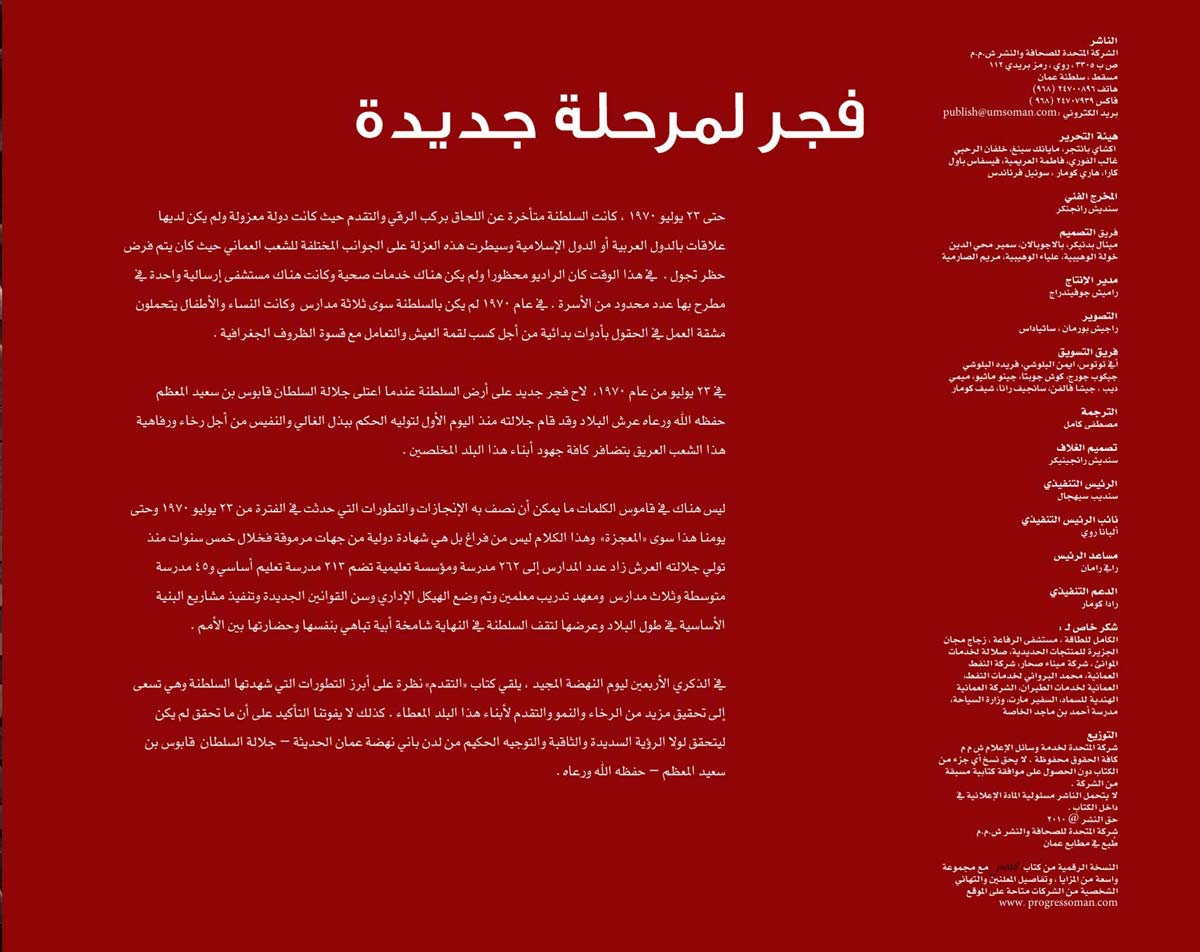 الناشر
الشركة المتحدة للصحافة والنشر ش.م.م
ص ب ٣٣٠٥ ، روي ، رمز بريدي ١١٢
مسقط ، سلطنة عمان
هاتف ٢٤٧٠٠٨٩٦ (٩٦٨)
فاكس ٢٤٧٠٧٩٣٩ (٩٦٨ )
بريد الكتروني :publish@umsoman.com
هيئة التحرير
اكشاي باتنجر، مايانك سينغ، خلفان الرحبي
غالب الفوري، فاطمة العريمية، فيسفاس باول
كارا، هاري كومار ، سونيل فرناندس
المخرج الفني
سنديش رانجنكر
فريق التصميم
مينال بدنيكر، بالاجوبالان، سمير محي الدين
خولة الوهيبية، علياء الوهيبية، مريم الصارمية
مدير الإنتاج
راميش جوفيندراج
التصوير
راجيش بورمان ، ساتياداس
فريق التسويق
أفي توتوس، ايمن البلوشي، فريده البلوشي
جيكوب جورج، كوش جوبتا، جينو ماثيو، ميمي
ديب ، جيشا فالفن، سانجيف رانا، شيف كومار
الترجمة
مصطفى كامل
تصميم الغلاف
سنديش رانجينيكر
الرئيس التنفيذي
سنديب سيهجال
نائب الرئيس التنفيذي
ألبانا روي
مساعد الرئيس
رافي رامان
الدعم التنفيذي
رادا كومار
شكر خاص لـ :
الكامل للطاقة ، مستشفى الرفاعة ، زجاج مجان
الجزيرة للمنتجات الحديدية، صلالة لخدمات
الموانئ ، شركة ميناء صحار، شركة النفط
العمانية، محمد البرواني لخدمات النفط،
العمانية لخدمات الطيران، الشركة العمانية
الهندية للسماد، السفير مارت، وزارة السياحة،
مدرسة أحمد بن ماجد الخاصة
التوزيع
شركة المتحدة لخدمة وسائل الإعلام ش م م
كافة الحقوق محفوظة . لا يحق نسخ أي جزء من
الكتاب دون الحصول على موافقة كتابية مسبقة
من الشركة .
لا يتحمل الناشر مسئولية المادة الإعلانية في
داخل الكتاب .
حق النشر @ ٢٠١٠
شركة المتحدة للصحافة والنشر ش.م.م
طبع في مطابع عمان
النسخة الرقمية من كتاب مع مجموعة
واسعة من المزايا ، وتفاصيل المعلنين والتهاني
الشخصية من الشركات متاحة على الموقع
www. progressoman.com
فجر لمرحلة جديدة
حتى ٢٣ يوليو ١٩٧٠ ، كانت السلطنة متأخرة عن اللحاق بركب الرقي والتقدم حيث كانت دولة معزولة ولم يكن لديها
علاقات بالدول العربية أو الدول الإسلامية وسيطرت هذه العزلة على الجوانب المختلفة للشعب العماني حيث كان يتم فرض
حظر تجول . في هذا الوقت كان الراديو محظورا ولم يكن هناك خدمات صحية وكانت هناك مستشفى إرسالية واحدة في
مطرح بها عدد محدود من الأسرة . في عام ١٩٧٠ لم يكن بالسلطنة سوى ثلاثة مدارس وكانت النساء والأطفال يتحملون
مشقة العمل في الحقول بأدوات بدائية من أجل كسب لقمة العيش والتعامل مع قسوة الظروف الجغرافية .
في ٢٣ يوليو من عام ١٩٧٠، لاح فجر جديد على أرض السلطنة عندما اعتلى جلالة السلطان قابوس بن سعيد المعظم
حفظه الله ورعاه عرش البلاد وقد قام جلالته منذ اليوم الأول لتوليه الحكم ببذل الغالي والنفيس من أجل رخاء ورفاهية
هذا الشعب العريق بتضافر كافة جهود أبناء هذا البلد المخلصين .
ليس هناك في قاموس الكلمات ما يمكن أن نصف به الإنجازات والتطورات التي حدثت في الفترة من ٢٣ يوليو ١٩٧٠ وحتى
يومنا هذا سوى «المعجزة» وهذا الكلام ليس من فراغ بل هي شهادة دولية من جهات مرموقة فخلال خمس سنوات منذ
تولي جلالته العرش زاد عدد المدارس إلى ٢٦٢ مدرسة ومؤسسة تعليمية تضم ٢١٣ مدرسة تعليم أساسي و٤٥ مدرسة
متوسطة وثلاث مدارس ومعهد تدريب معلمين وتم وضع الهيكل الإداري وسن القوانين الجديدة وتنفيذ مشاريع البنية
الأساسية في طول البلاد وعرضها لتقف السلطنة في النهاية شامخة أبية تباهي بنفسها وحضارتها بين الأمم .
في الذكري الأربعين ليوم النهضة المجيد ، يلقي كتاب «التقدم» نظرة على أبرز التطورات التي شهدتها السلطنة وهي تسعى
إلى تحقيق مزيد من الرخاء والنمو والتقدم لأبناء هذا البلد المعطاء . كذلك لا يفوتنا التأكيد على أن ما تحقق لم يكن
ليتحقق لولا الرؤية السديدة والثاقبة والتوجيه الحكيم من لدن باني نهضة عمان الحديثة – جلالة السلطان قابوس بن
سعيد المعظم – حفظه الله ورعاه .